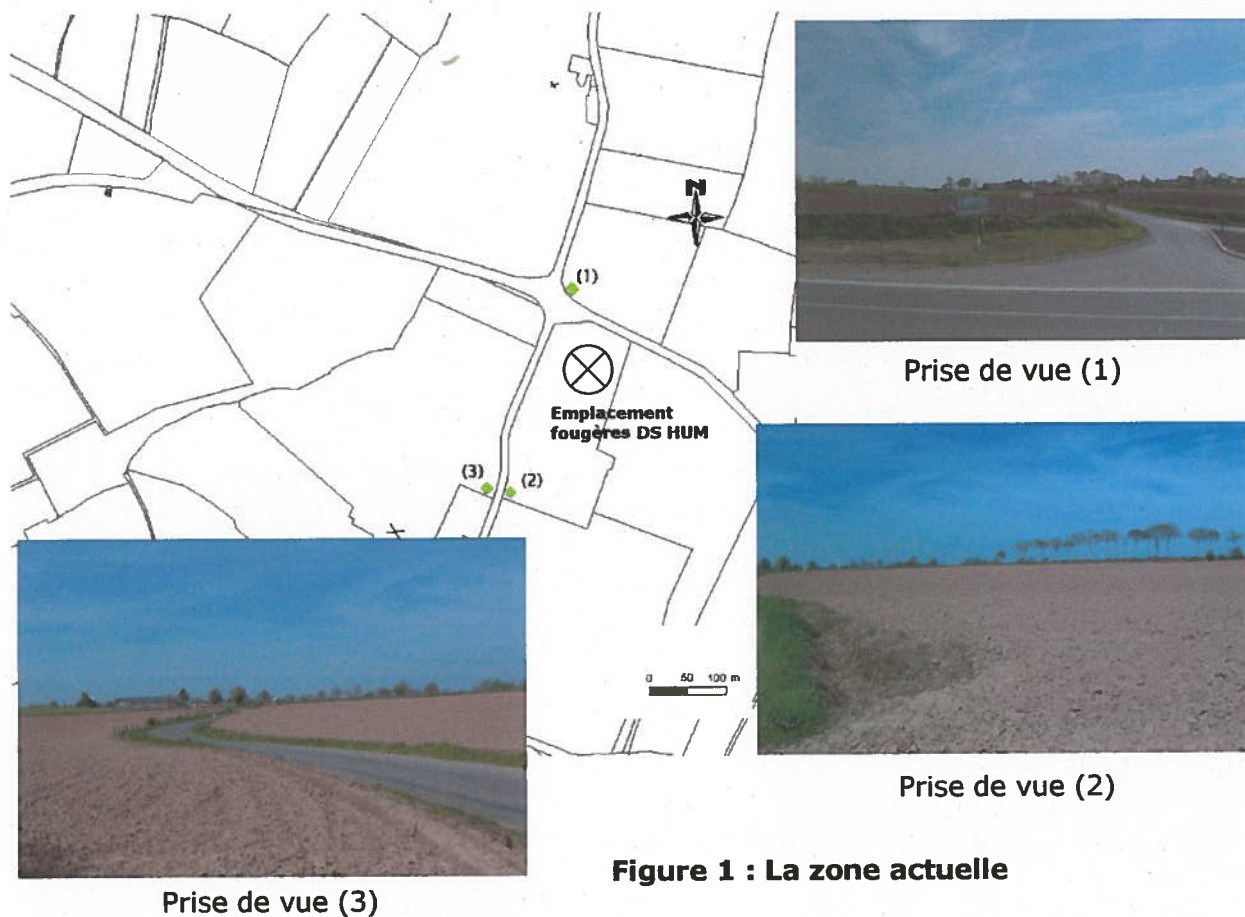 N
(1)
Prise de vue (1)
Emplacement
fougères DS HUM
(3)
(2)
0 50 100 m
Prise de vue (2)
Figure 1 : La zone actuelle
Prise de vue (3)